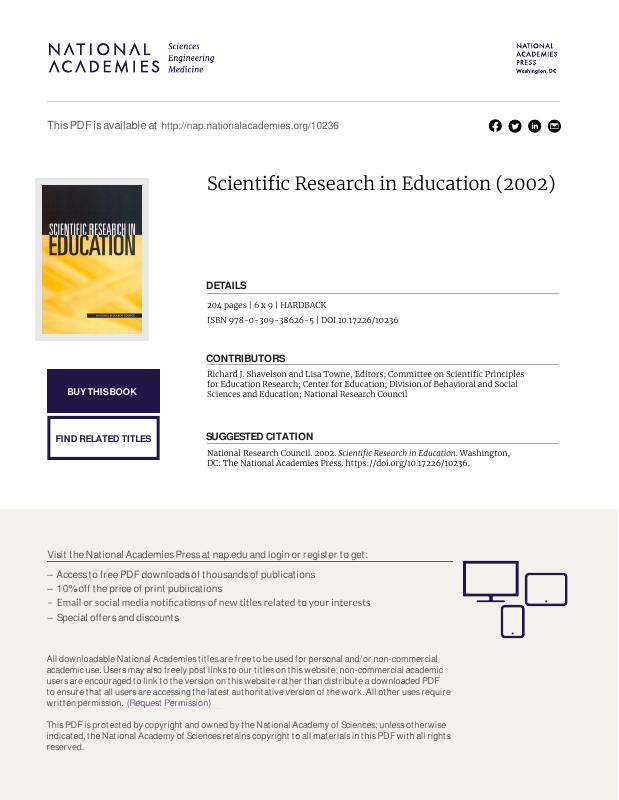 NATIONAL
ACADEMIES
Sciences
Engineering
Medicine
NATIONAL
ACADEMIES
PRESS
Washington, DC
This PDF is available at http://nap.nationalacademies.org/10236
SCIENTIFIC RESEARCH IN
EDUCATION
NATIONAL RESEARCH COUNCIL
Scientific Research in Education (2002)
DETAILS
204 pages | 6 x 9 | HARDBACK
ISBN 978-0-309-38626-5 | DOI 10.17226/10236
CONTRIBUTORS
Richard J. Shavelson and Lisa Towne, Editors; Committee on Scientific Principles
for Education Research; Center for Education; Division of Behavioral and Social
Sciences and Education; National Research Council
BUY THIS BOOK
FIND RELATED TITLES
SUGGESTED CITATION
National Research Council. 2002. Scientific Research in Education. Washington,
DC: The National Academies Press. https://doi.org/10.17226/10236.
Visit the National Academies Press at nap.edu and login or register to get:
– Access to free PDF downloads of thousands of publications
– 10% off the price of print publications
– Email or social media notifications of new titles related to your interests
– Special offers and discounts
All downloadable National Academies titles are free to be used for personal and/or non-commercial
academic use. Users may also freely post links to our titles on this website; non-commercial academic
users are encouraged to link to the version on this website rather than distribute a downloaded PDF
to ensure that all users are accessing the latest authoritative version of the work. All other uses require
written permission. (Request Permission)
This PDF is protected by copyright and owned by the National Academy of Sciences; unless otherwise
indicated, the National Academy of Sciences retains copyright to all materials in this PDF with all rights
reserved.